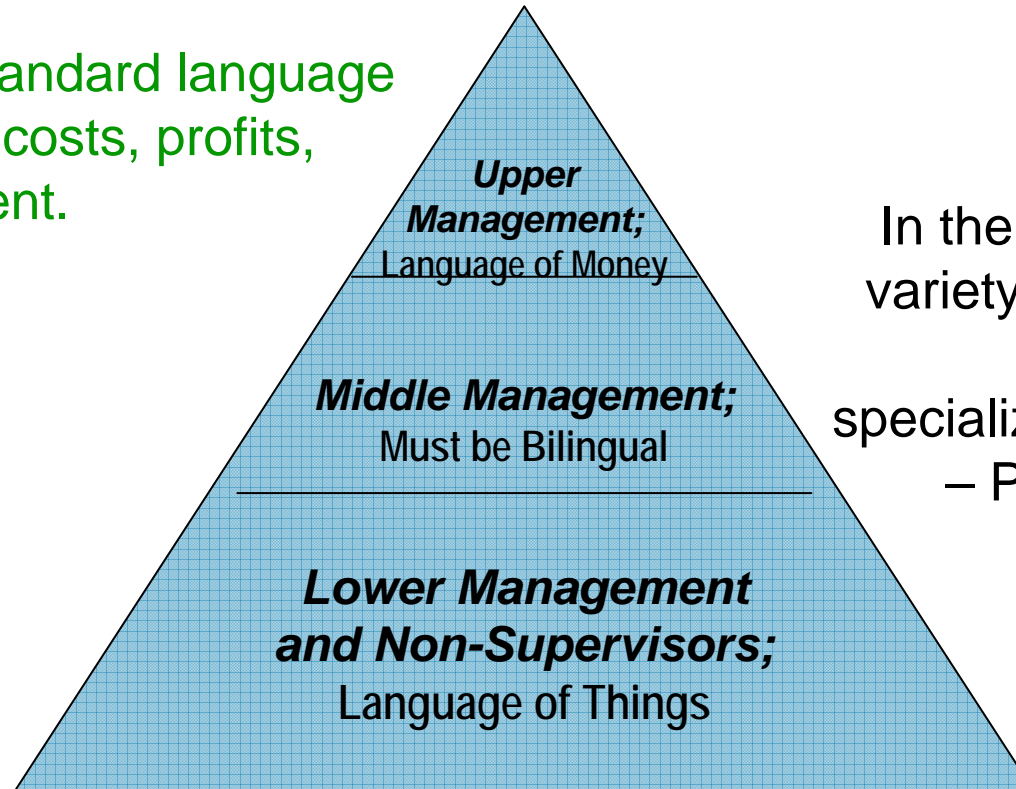 andard language
costs, profits,
ent.
Upper
Management;
Language of Money
In the
variety
specializ
– P
Middle Management;
Must be Bilingual
Lower Management
and Non-Supervisors;
Language of Things